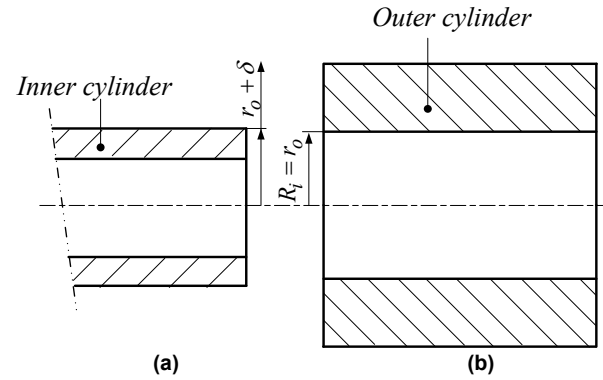 Outer cylinder
Inner cylinder
r_o + δ
R_i = r_o
(a)
(b)